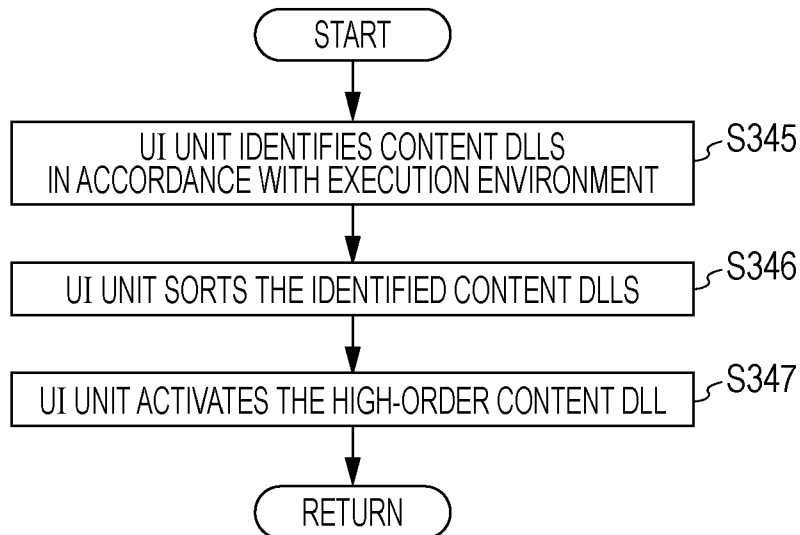 START
UI UNIT IDENTIFIES CONTENT DLLS
IN ACCORDANCE WITH EXECUTION ENVIRONMENT
S345
UI UNIT SORTS THE IDENTIFIED CONTENT DLLS
S346
UI UNIT ACTIVATES THE HIGH-ORDER CONTENT DLL
S347
RETURN